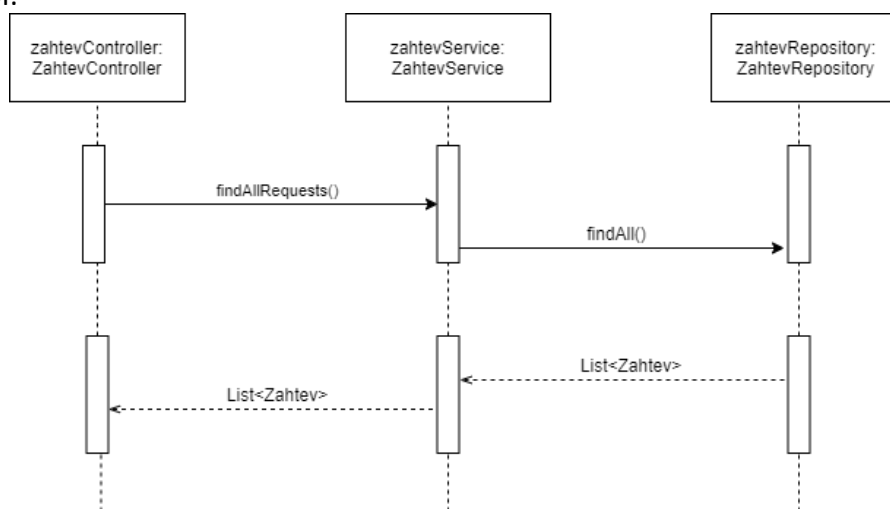 zahtevController:
ZahtevController
zahtevService:
ZahtevService
zahtevRepository:
ZahtevRepository
findAllRequests()
findAll()
List<Zahtev>
List<Zahtev>